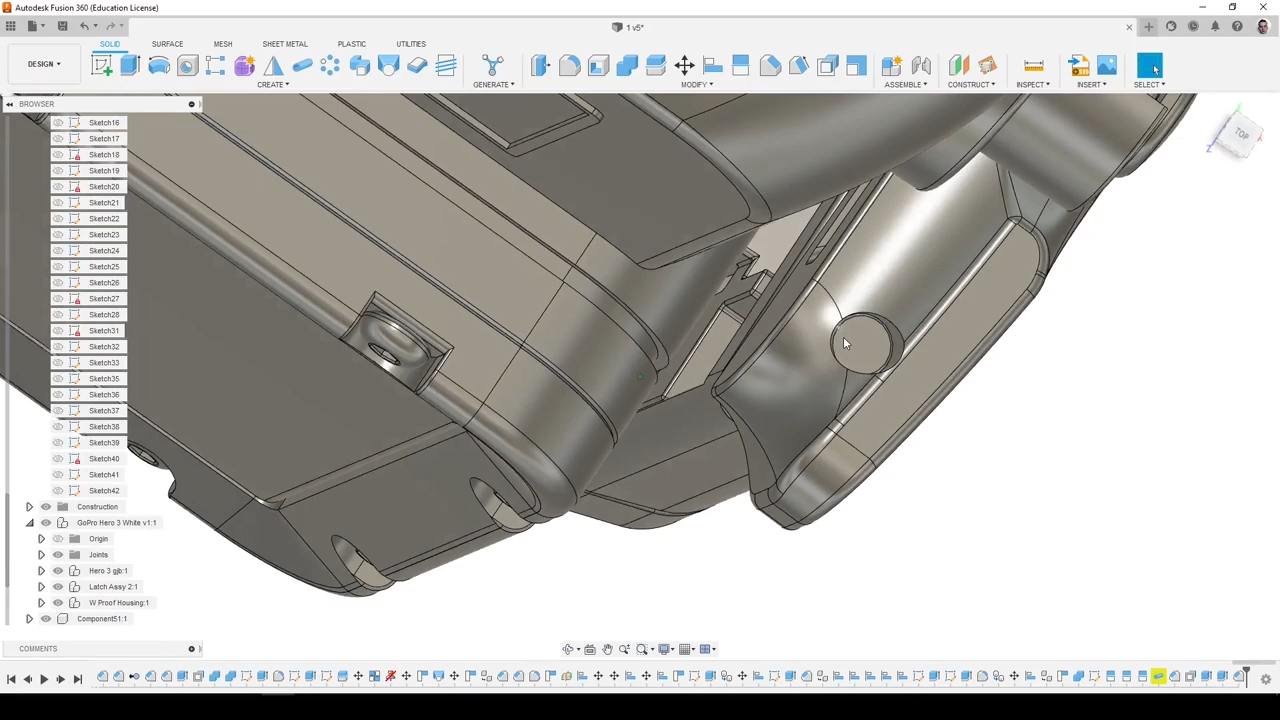 Autodesk Fusion 360 (Education License)
1 v5*
DESIGN
SOLID SURFACE MESH SHEET METAL PLASTIC UTILITIES
CREATE GENERATE MODIFY ASSEMBLE CONSTRUCT INSPECT INSERT SELECT
BROWSER
TOP
Z
Sketch16
Sketch17
Sketch18
Sketch19
Sketch20
Sketch21
Sketch22
Sketch23
Sketch24
Sketch25
Sketch26
Sketch27
Sketch28
Sketch31
Sketch32
Sketch33
Sketch35
Sketch36
Sketch37
Sketch38
Sketch39
Sketch40
Sketch41
Sketch42
Construction
GoPro Hero 3 White v1:1
Origin
Joints
Hero 3 gjb:1
Latch Assy 2:1
W Proof Housing:1
Component51:1
COMMENTS